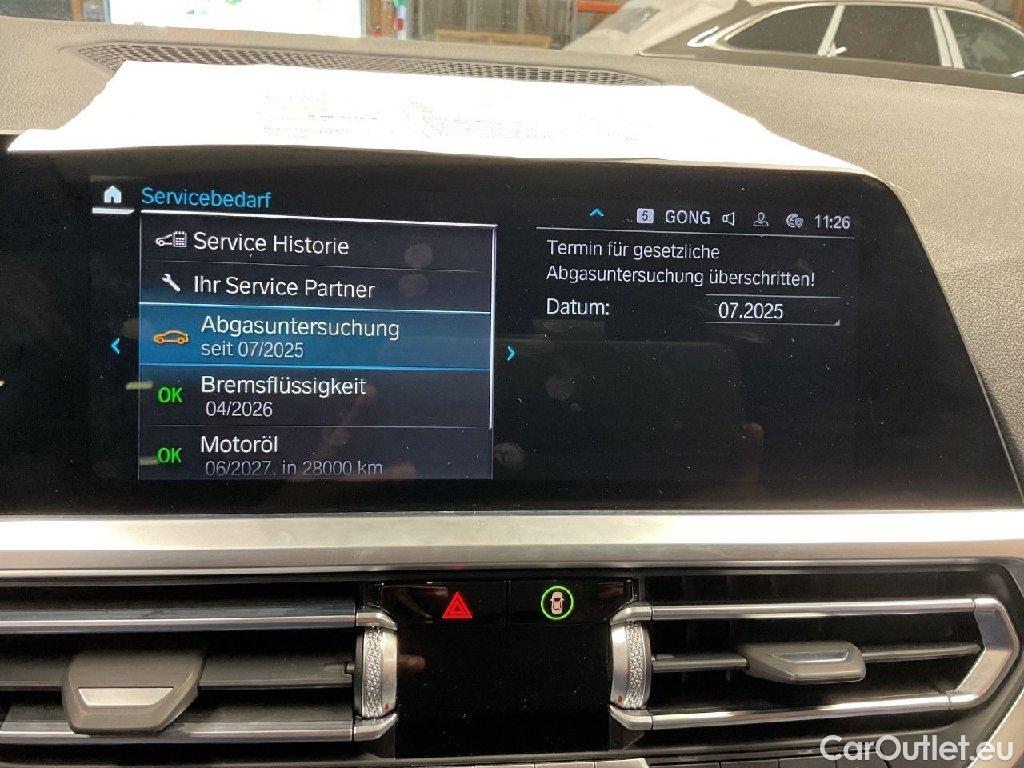 Servicebedarf
5 GONG 11:26
Service Historie
Ihr Service Partner
Abgasuntersuchung
seit 07/2025
OK Bremsflüssigkeit
04/2026
OK Motoröl
06/2027, in 28000 km
Termin für gesetzliche
Abgasuntersuchung überschritten!
Datum: 07.2025
CarOutlet.eu